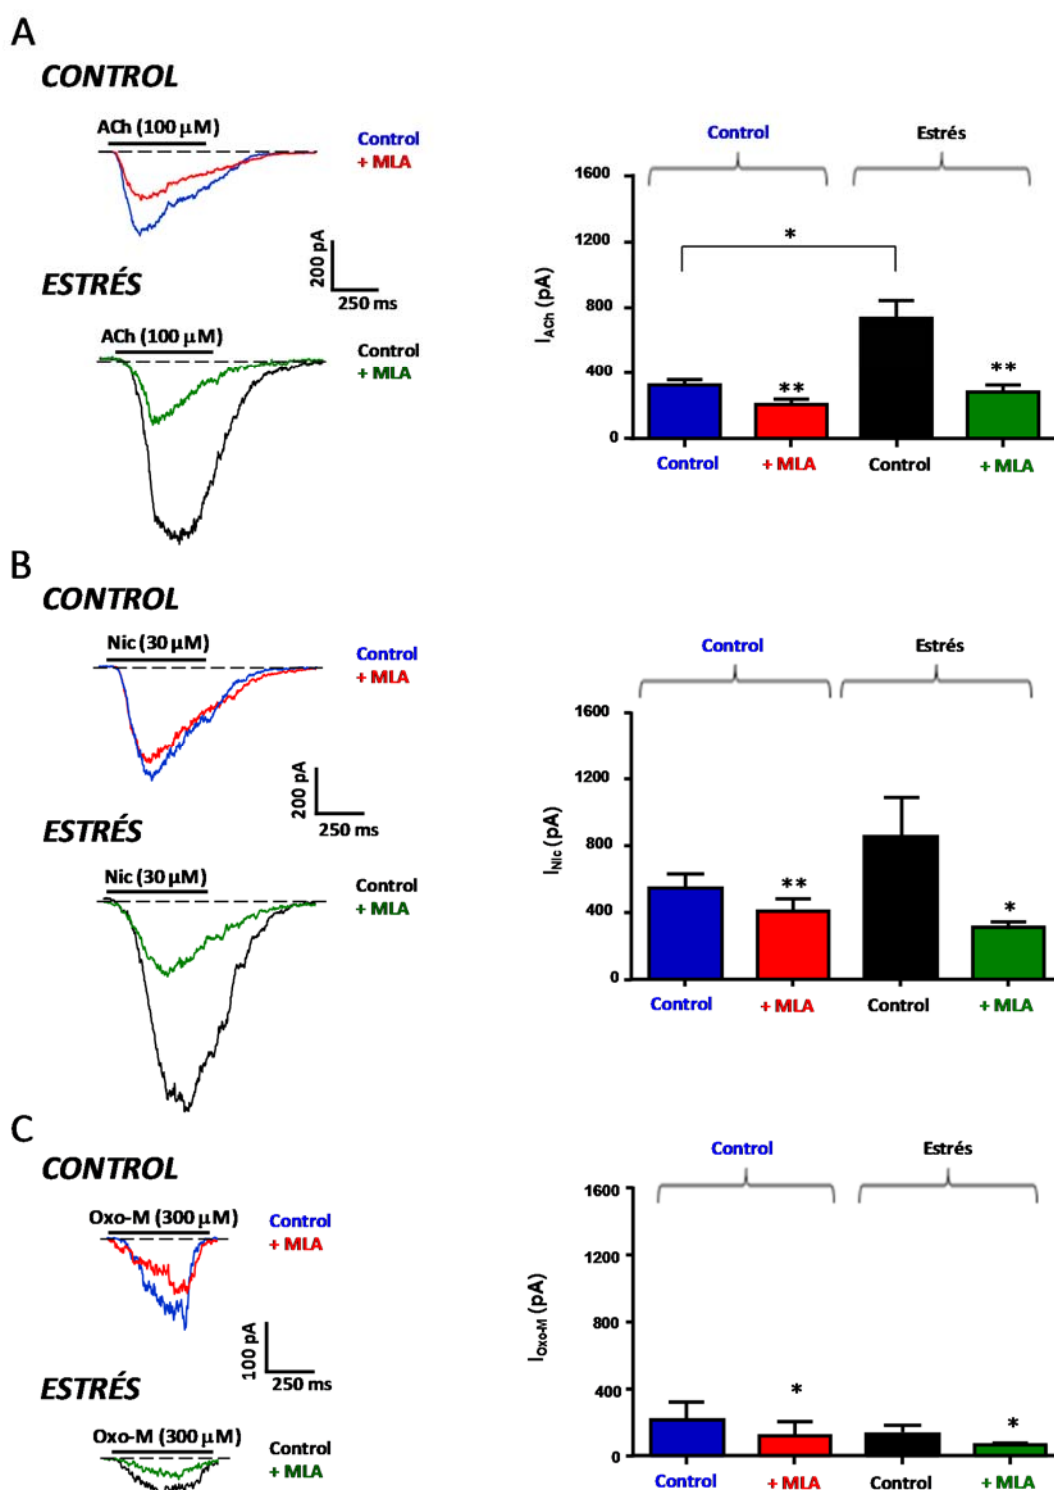 A
CONTROL
ACh (100 µM)
Control
+ MLA
200 pA
250 ms
ESTRÉS
ACh (100 µM)
Control
+ MLA
Control
Estrés
1600
1200
800
400
0
IACh (pA)
*
**
**
Control
+ MLA
Control
+ MLA
B
CONTROL
Nic (30 µM)
Control
+ MLA
200 pA
250 ms
ESTRÉS
Nic (30 µM)
Control
+ MLA
Control
Estrés
1600
1200
800
400
0
INic (pA)
**
*
Control
+ MLA
Control
+ MLA
C
CONTROL
Oxo-M (300 µM)
Control
+ MLA
100 pA
250 ms
ESTRÉS
Oxo-M (300 µM)
Control
+ MLA
Control
Estrés
1600
1200
800
400
0
IOxo-M (pA)
*
*
Control
+ MLA
Control
+ MLA